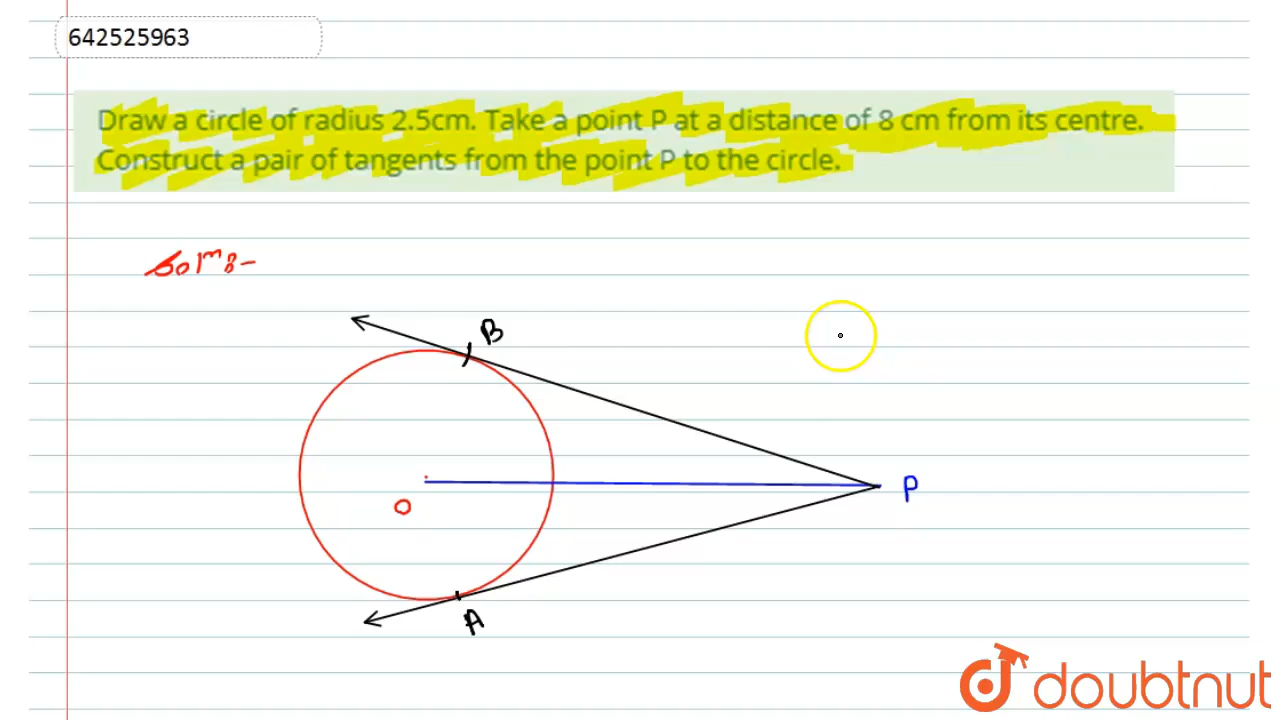 642525963
Draw a circle of radius 2.5cm. Take a point P at a distance of 8 cm from its centre.
Construct a pair of tangents from the point P to the circle.
Solⁿ:-
B
O
P
A
doubtnut